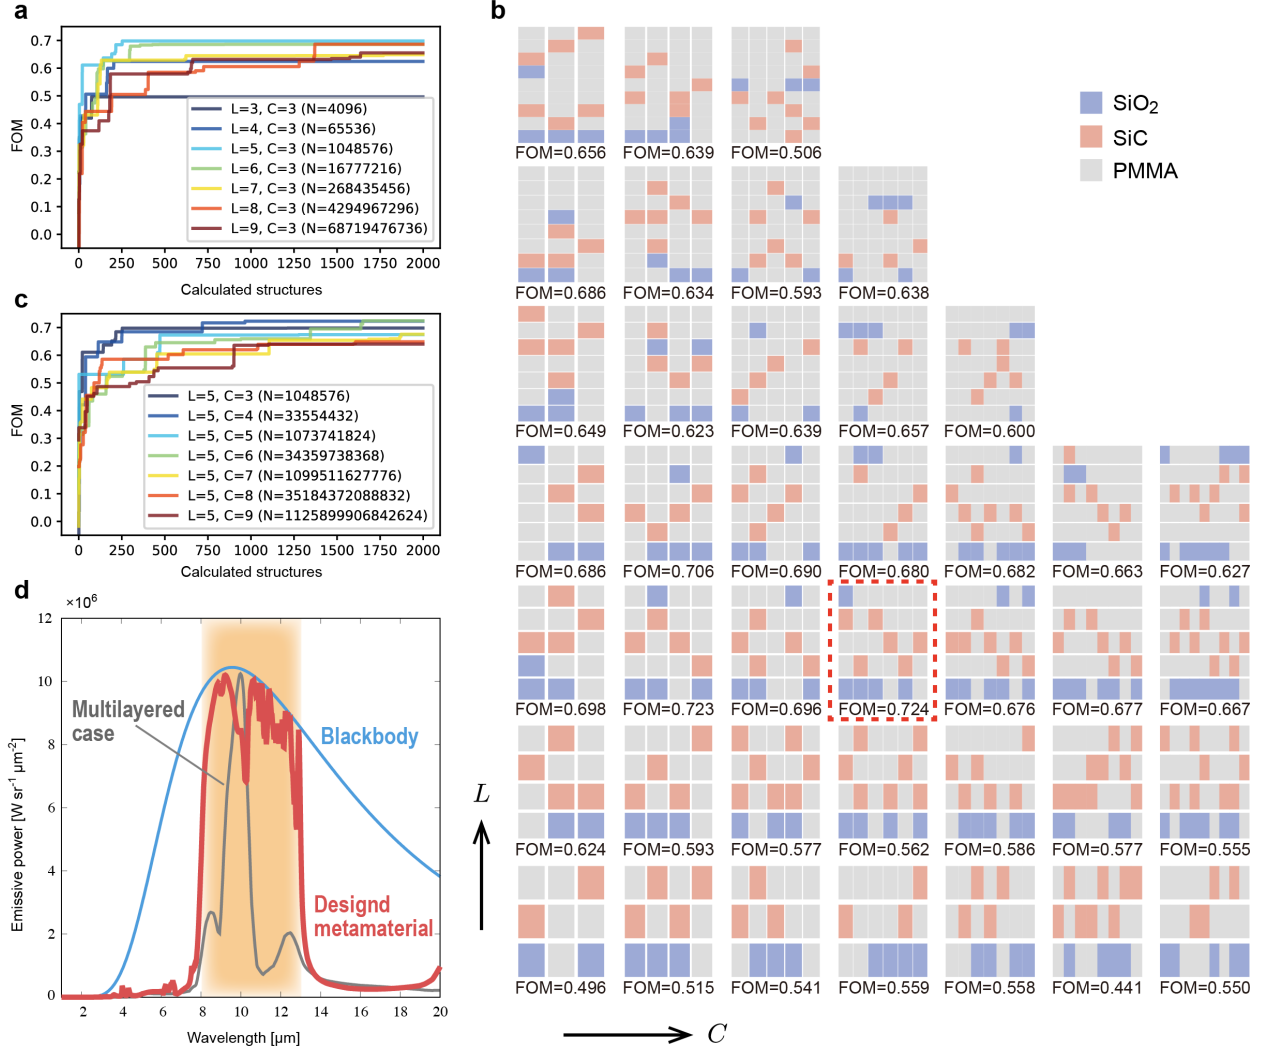 a
0.7
0.6
0.5
0.4
0.3
0.2
0.1
0.0
FOM
L=3, C=3 (N=4096)
L=4, C=3 (N=65536)
L=5, C=3 (N=1048576)
L=6, C=3 (N=16777216)
L=7, C=3 (N=268435456)
L=8, C=3 (N=4294967296)
L=9, C=3 (N=68719476736)
0 250 500 750 1000 1250 1500 1750 2000
Calculated structures
c
0.7
0.6
0.5
0.4
0.3
0.2
0.1
0.0
FOM
L=5, C=3 (N=1048576)
L=5, C=4 (N=33554432)
L=5, C=5 (N=1073741824)
L=5, C=6 (N=34359738368)
L=5, C=7 (N=1099511627776)
L=5, C=8 (N=35184372088832)
L=5, C=9 (N=1125899906842624)
0 250 500 750 1000 1250 1500 1750 2000
Calculated structures
d
×10⁶
12
10
8
6
4
2
0
Emissive power [W sr⁻¹ µm⁻²]
Multilayered
case
Blackbody
Designd
metamaterial
2 4 6 8 10 12 14 16 18 20
Wavelength [µm]
b
SiO₂
SiC
PMMA
FOM=0.656 FOM=0.639 FOM=0.506
FOM=0.686 FOM=0.634 FOM=0.593 FOM=0.638
FOM=0.649 FOM=0.623 FOM=0.639 FOM=0.657 FOM=0.600
FOM=0.686 FOM=0.706 FOM=0.690 FOM=0.680 FOM=0.682 FOM=0.663 FOM=0.627
FOM=0.698 FOM=0.723 FOM=0.696 FOM=0.724 FOM=0.676 FOM=0.677 FOM=0.667
FOM=0.624 FOM=0.593 FOM=0.577 FOM=0.562 FOM=0.586 FOM=0.577 FOM=0.555
FOM=0.496 FOM=0.515 FOM=0.541 FOM=0.559 FOM=0.558 FOM=0.441 FOM=0.550
L
C